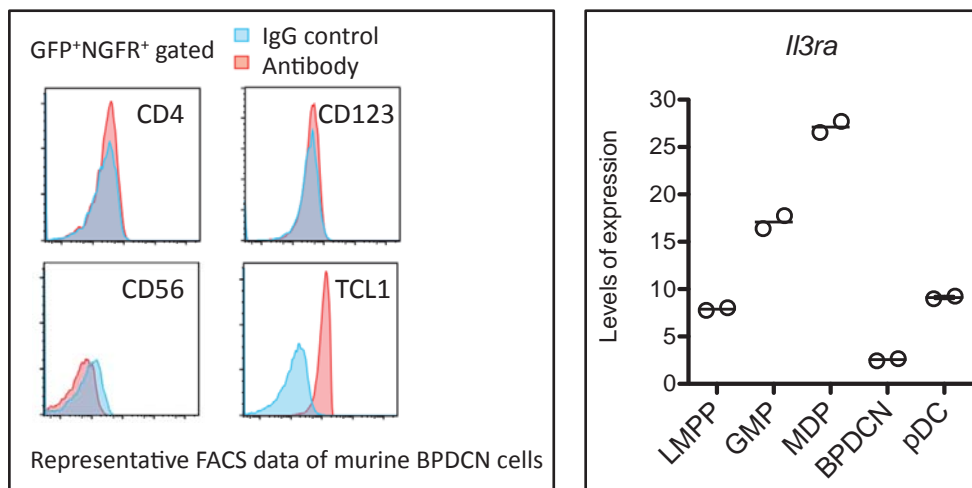 GFP⁺NGFR⁺ gated
IgG control
Antibody
CD4
CD123
CD56
TCL1
Representative FACS data of murine BPDCN cells
Il3ra
Levels of expression
30
25
20
15
10
5
0
LMPP
GMP
MDP
BPDCN
pDC